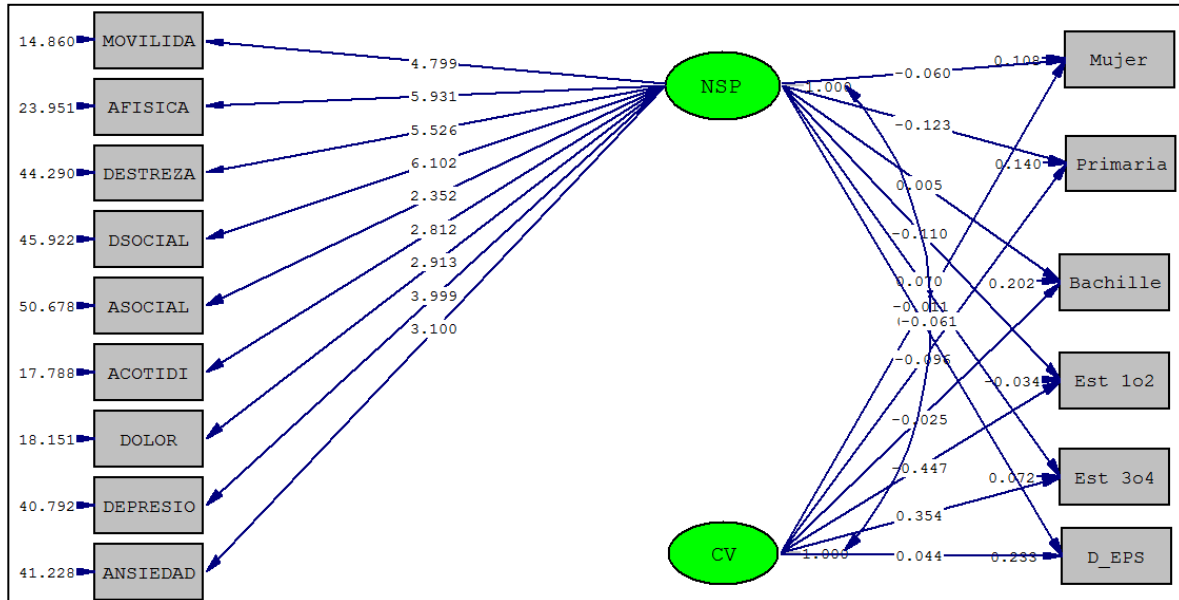 14.860 MOVILIDA
23.951 AFISICA
44.290 DESTREZA
45.922 DSOCIAL
50.678 ASOCIAL
17.788 ACOTIDI
18.151 DOLOR
40.792 DEPRESIO
41.228 ANSIEDAD
4.799
5.931
5.526
6.102
2.352
2.812
2.913
3.999
3.100
NSP
1.000
CV
1.000
-0.060
-0.123
0.005
-0.110
0.070
-0.011
-0.061
-0.096
-0.025
-0.447
0.354
0.044
0.108 Mujer
0.140 Primaria
0.202 Bachille
-0.034 Est 1o2
0.072 Est 3o4
0.233 D_EPS